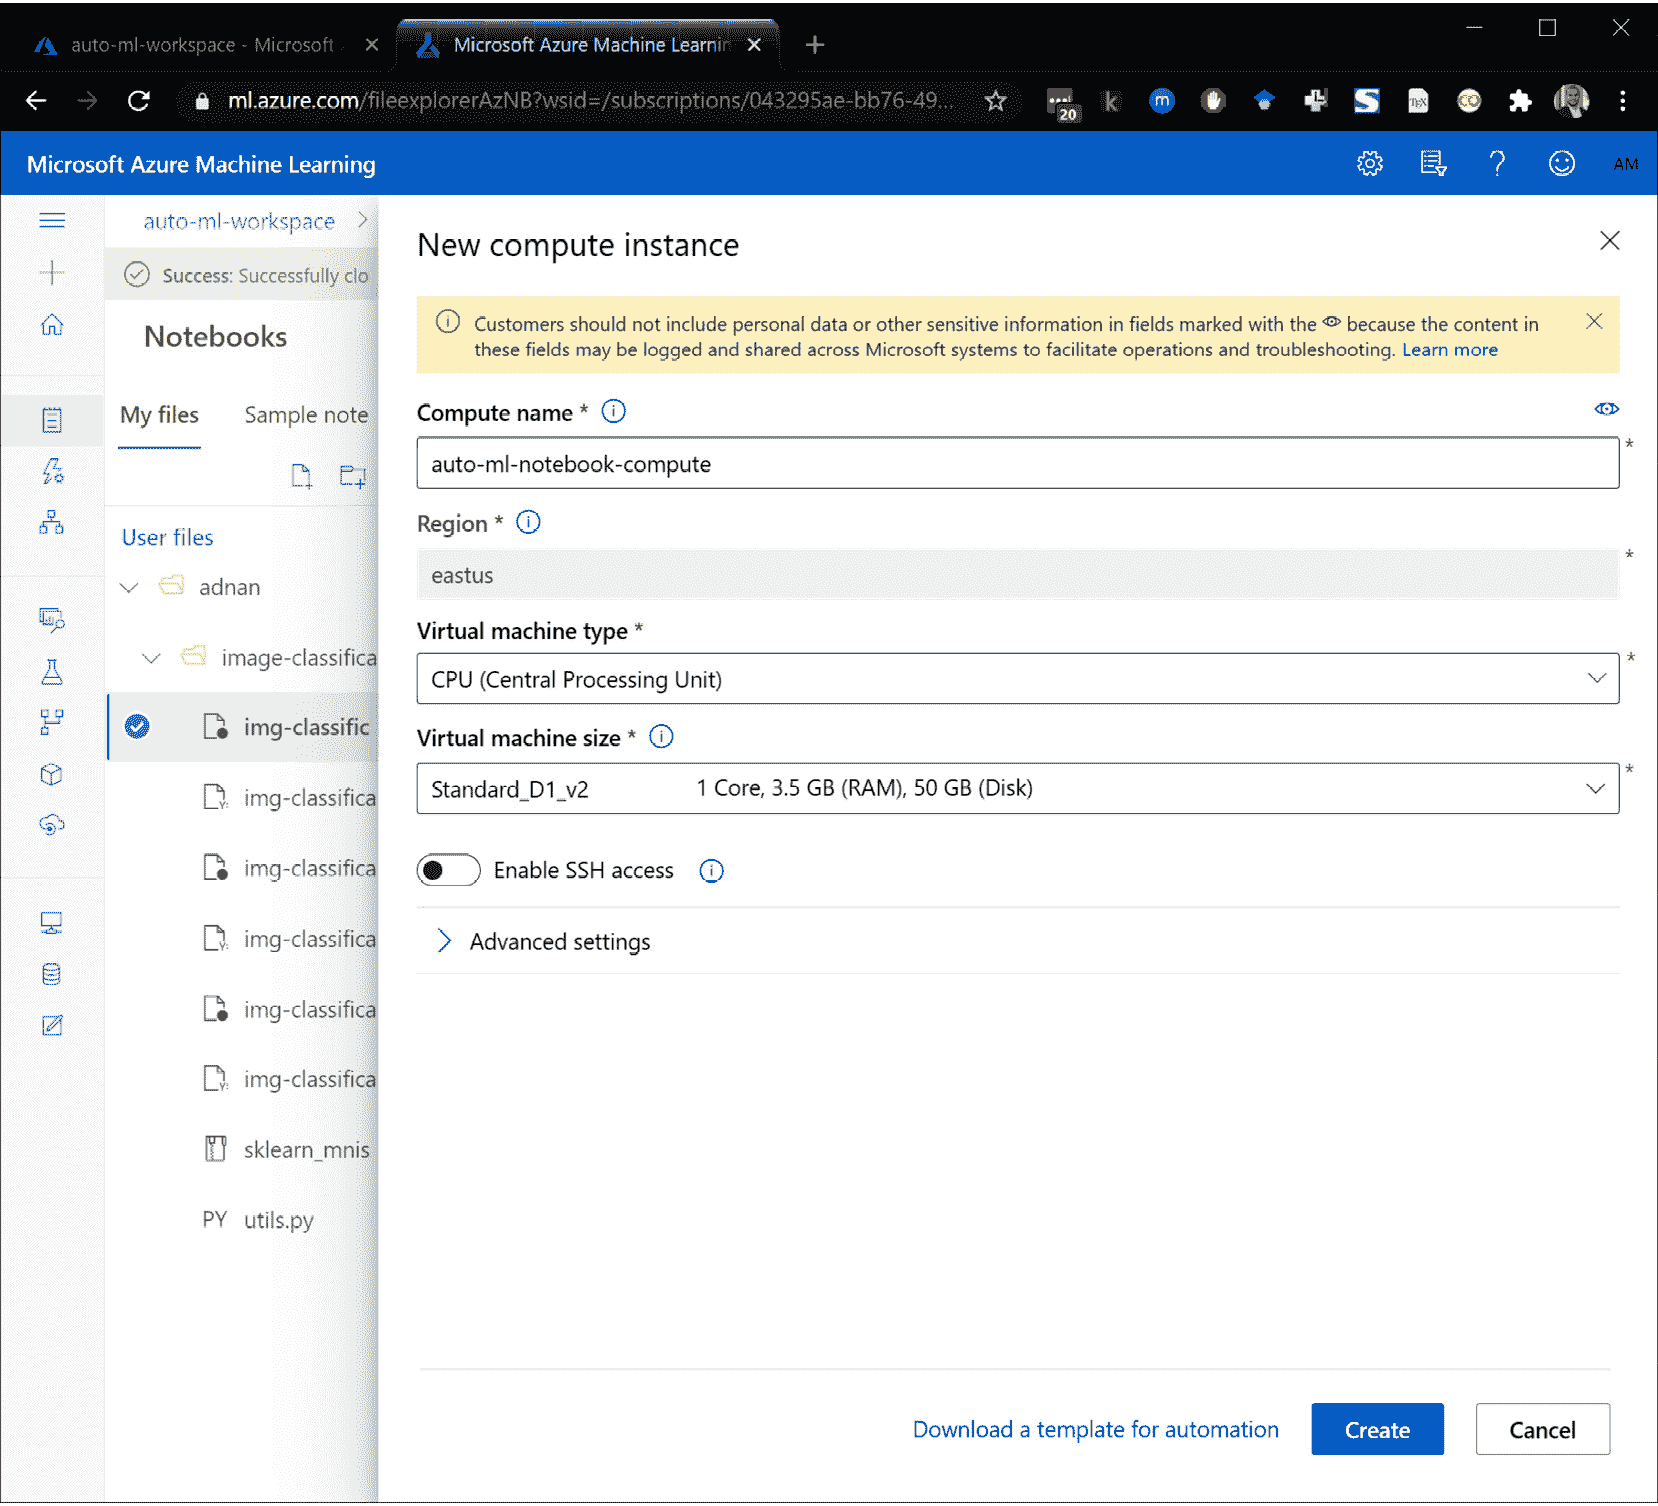 auto-ml-workspace - Microsoft
Microsoft Azure Machine Learnin
ml.azure.com/fileexplorerAzNB?wsid=/subscriptions/043295ae-bb76-49...
20
k
m
S
TEX
CO
Microsoft Azure Machine Learning
AM
auto-ml-workspace
Success: Successfully clo
Notebooks
My files
Sample note
User files
adnan
image-classifica
img-classific
img-classifica
img-classifica
img-classifica
img-classifica
img-classifica
sklearn_mnis
PY utils.py
New compute instance
Customers should not include personal data or other sensitive information in fields marked with the because the content in
these fields may be logged and shared across Microsoft systems to facilitate operations and troubleshooting. Learn more
Compute name *
auto-ml-notebook-compute *
Region *
eastus *
Virtual machine type *
CPU (Central Processing Unit) *
Virtual machine size *
Standard_D1_v2 1 Core, 3.5 GB (RAM), 50 GB (Disk) *
Enable SSH access
Advanced settings
Download a template for automation
Create
Cancel